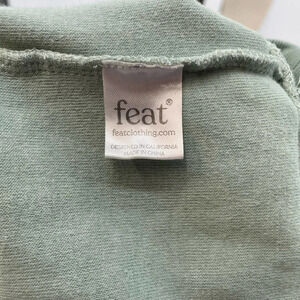 feat®
featclothing.com
DESIGNED IN CALIFORNIA
MADE IN CHINA